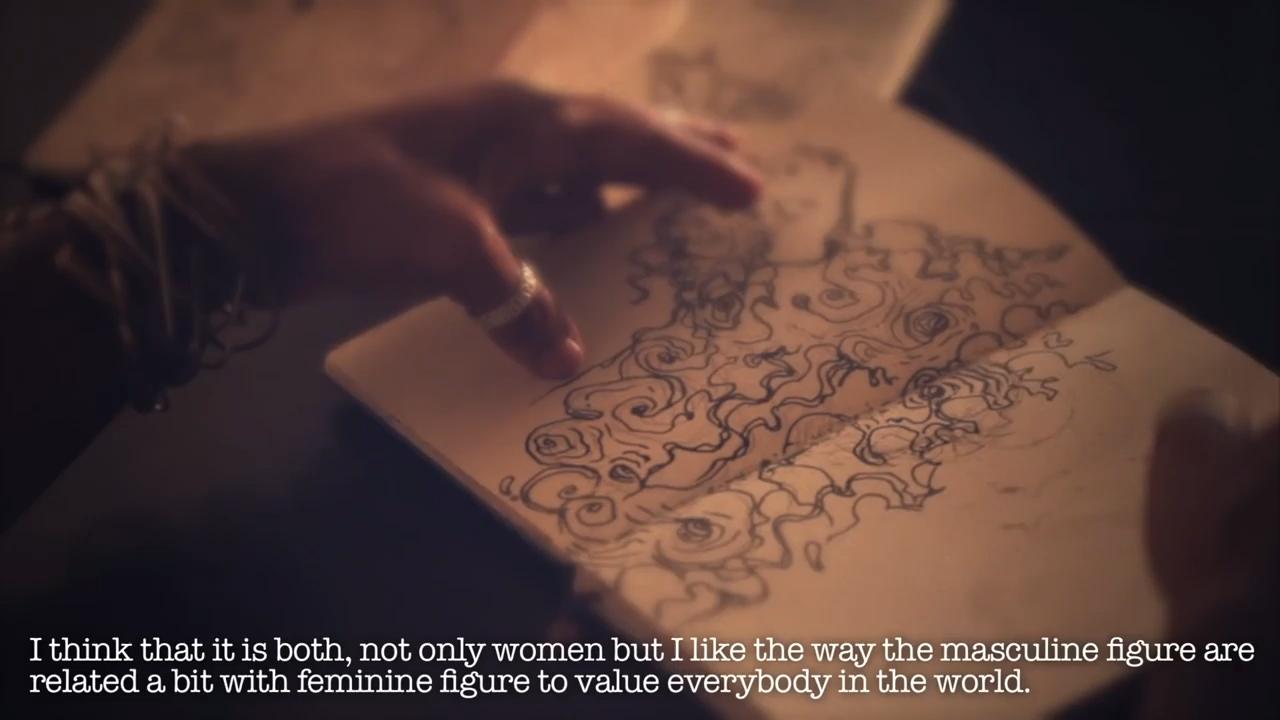 I think that it is both, not only women but I like the way the masculine figure are
related a bit with feminine figure to value everybody in the world.